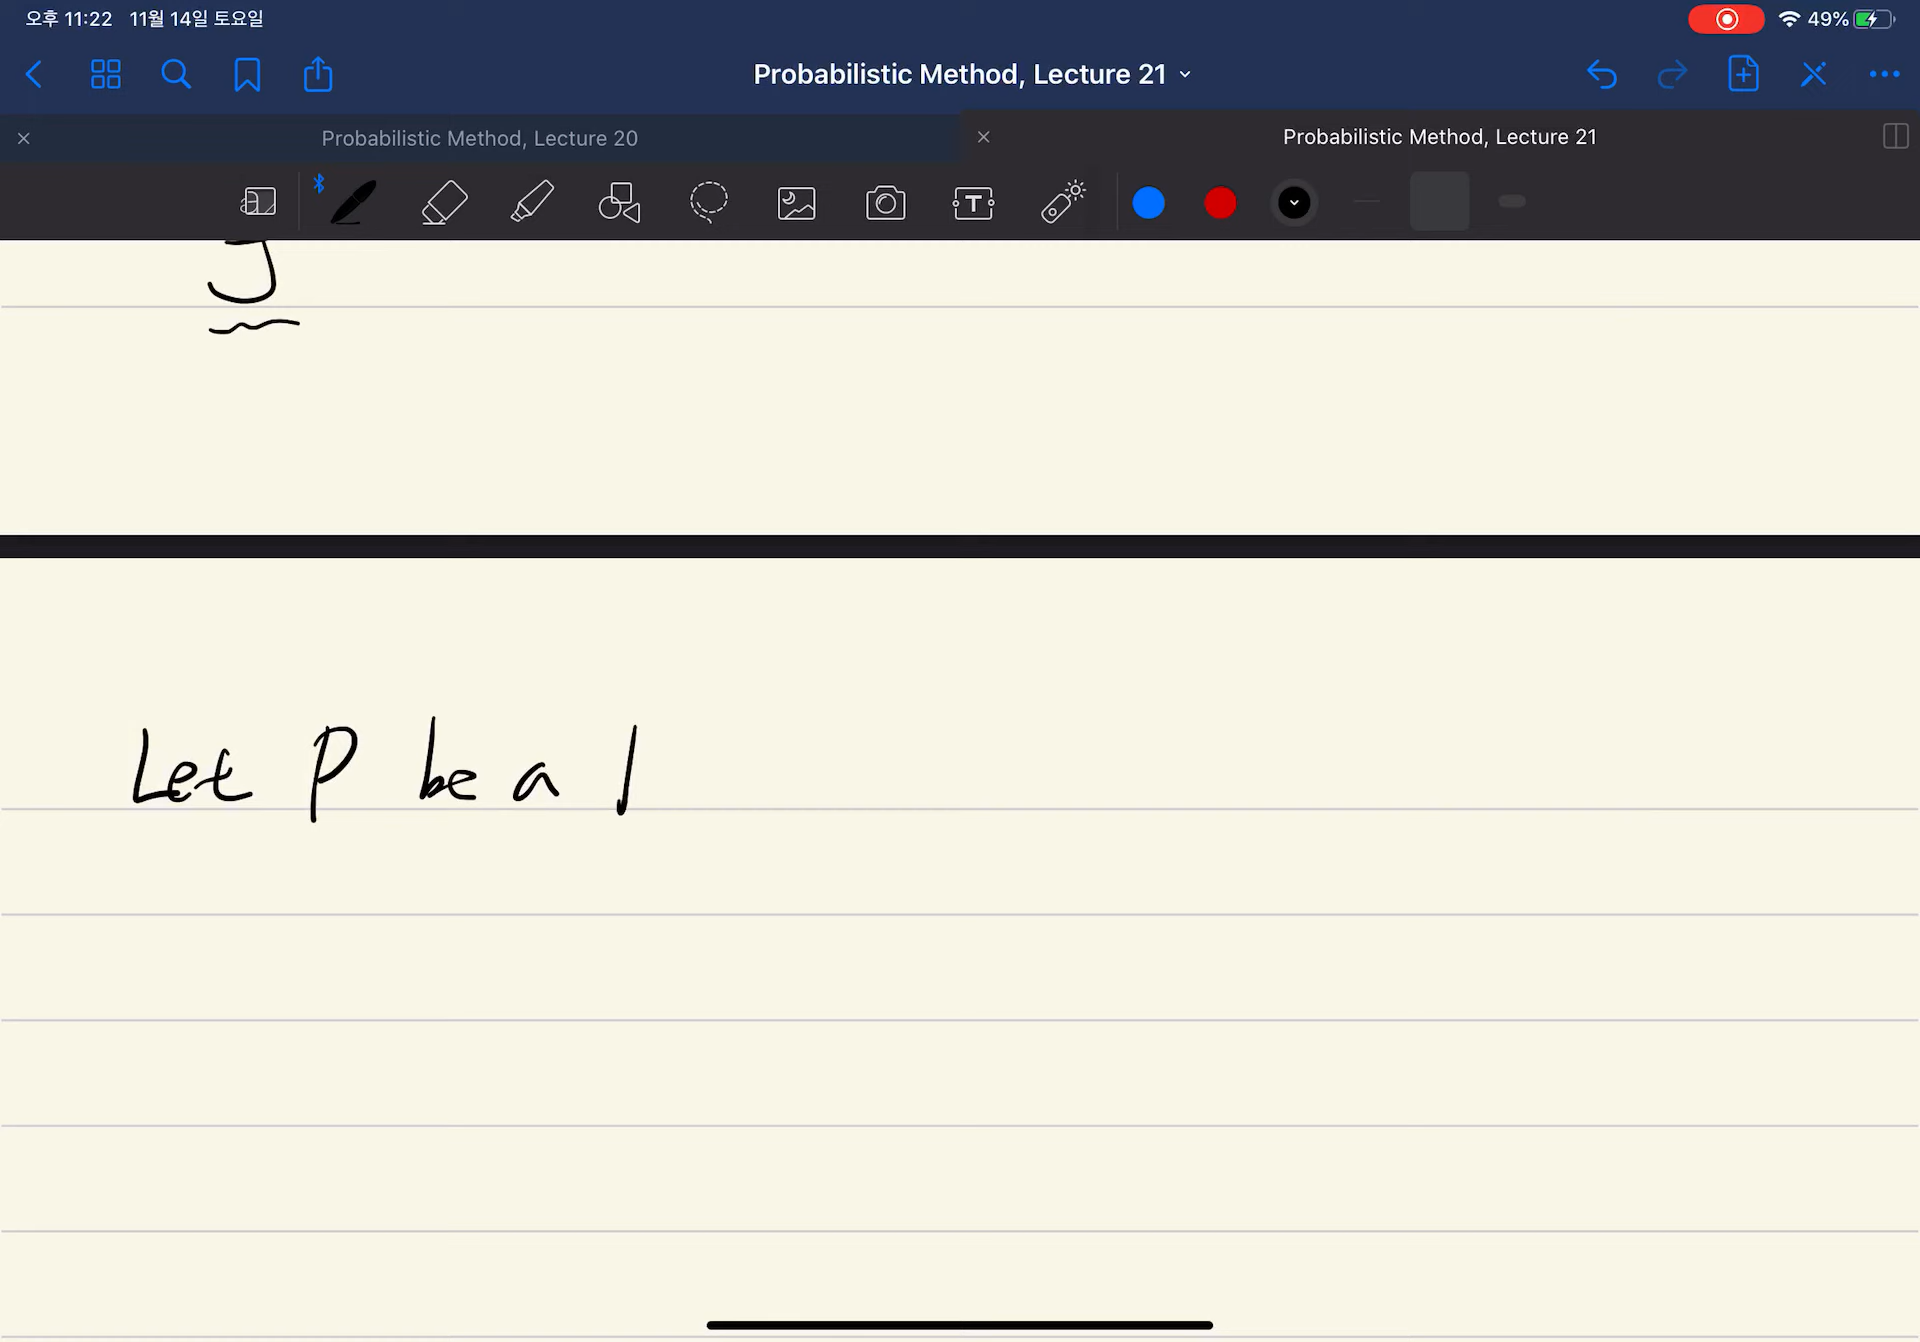 오후 11:22 11월 14일 토요일 49%
Probabilistic Method, Lecture 21
Probabilistic Method, Lecture 20 Probabilistic Method, Lecture 21
Let P be a